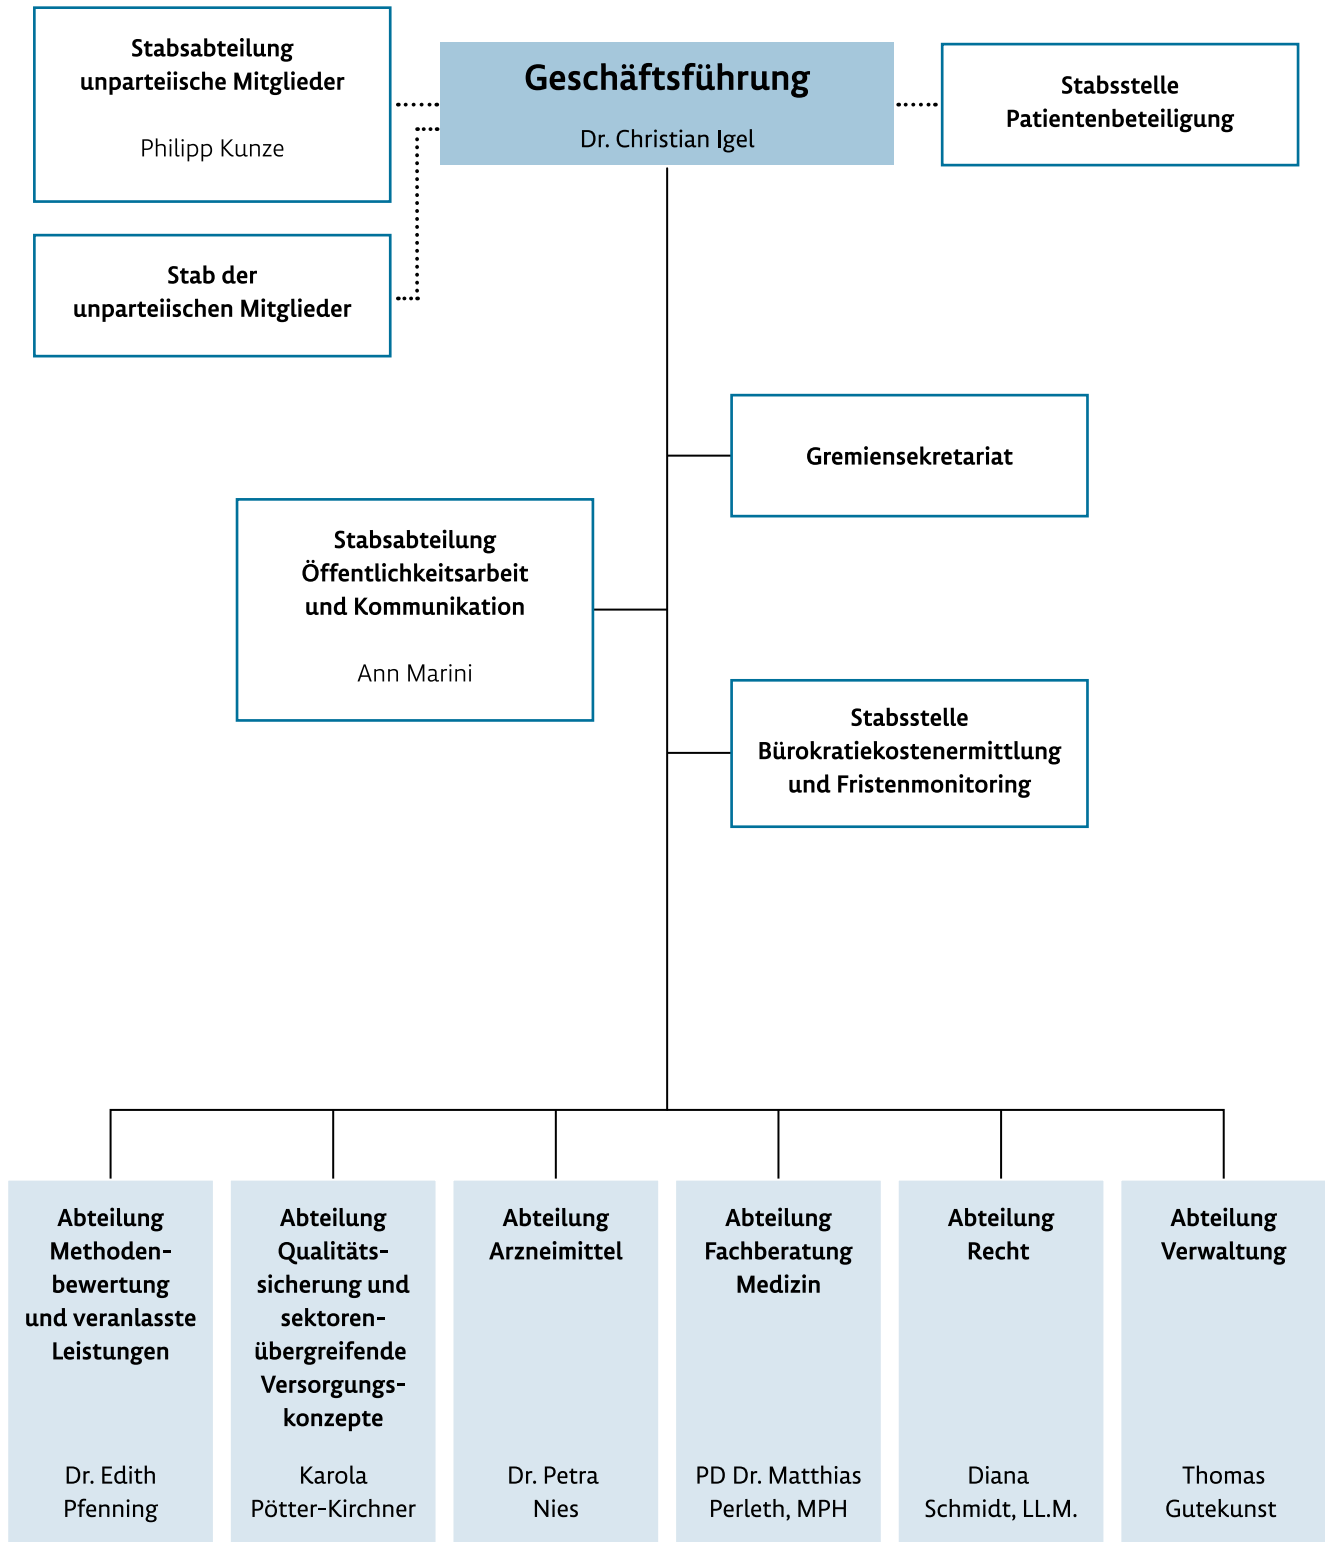 Stabsabteilung
unparteiische Mitglieder
Philipp Kunze
Geschäftsführung
Dr. Christian Igel
Stabsstelle
Patientenbeteiligung
Stab der
unparteiischen Mitglieder
Gremiensekretariat
Stabsabteilung
Öffentlichkeitsarbeit
und Kommunikation
Ann Marini
Stabsstelle
Bürokratiekostenermittlung
und Fristenmonitoring
Abteilung
Methoden-
bewertung
und veranlasste
Leistungen
Dr. Edith
Pfenning
Abteilung
Qualitäts-
sicherung und
sektoren-
übergreifende
Versorgungs-
konzepte
Karola
Pötter-Kirchner
Abteilung
Arzneimittel
Dr. Petra
Nies
Abteilung
Fachberatung
Medizin
PD Dr. Matthias
Perleth, MPH
Abteilung
Recht
Diana
Schmidt, LL.M.
Abteilung
Verwaltung
Thomas
Gutekunst